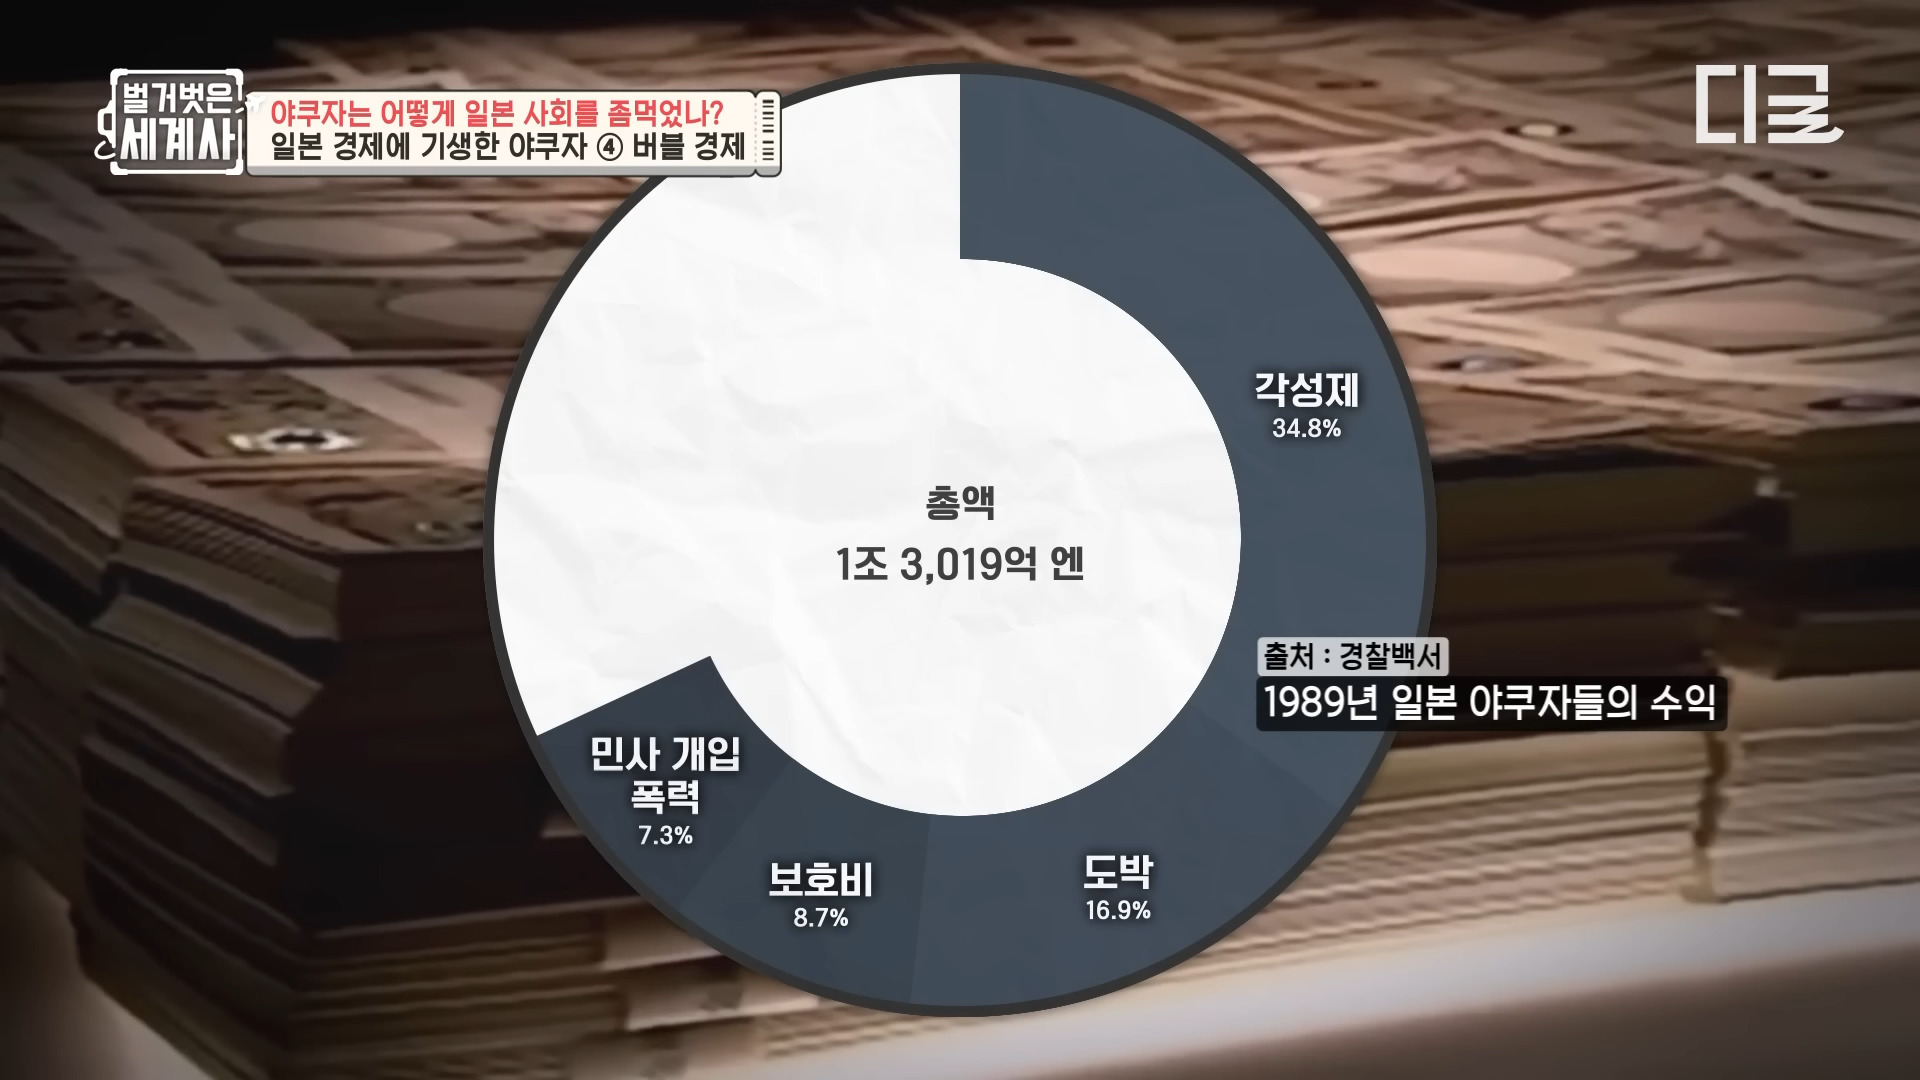 벌거벗은
세계사
야쿠자는 어떻게 일본 사회를 좀먹었나?
일본 경제에 기생한 야쿠자 ④ 버블 경제
디글
각성제
34.8%
총액
1조 3,019억 엔
출처 : 경찰백서
1989년 일본 야쿠자들의 수익
민사 개입
폭력
7.3%
보호비
8.7%
도박
16.9%